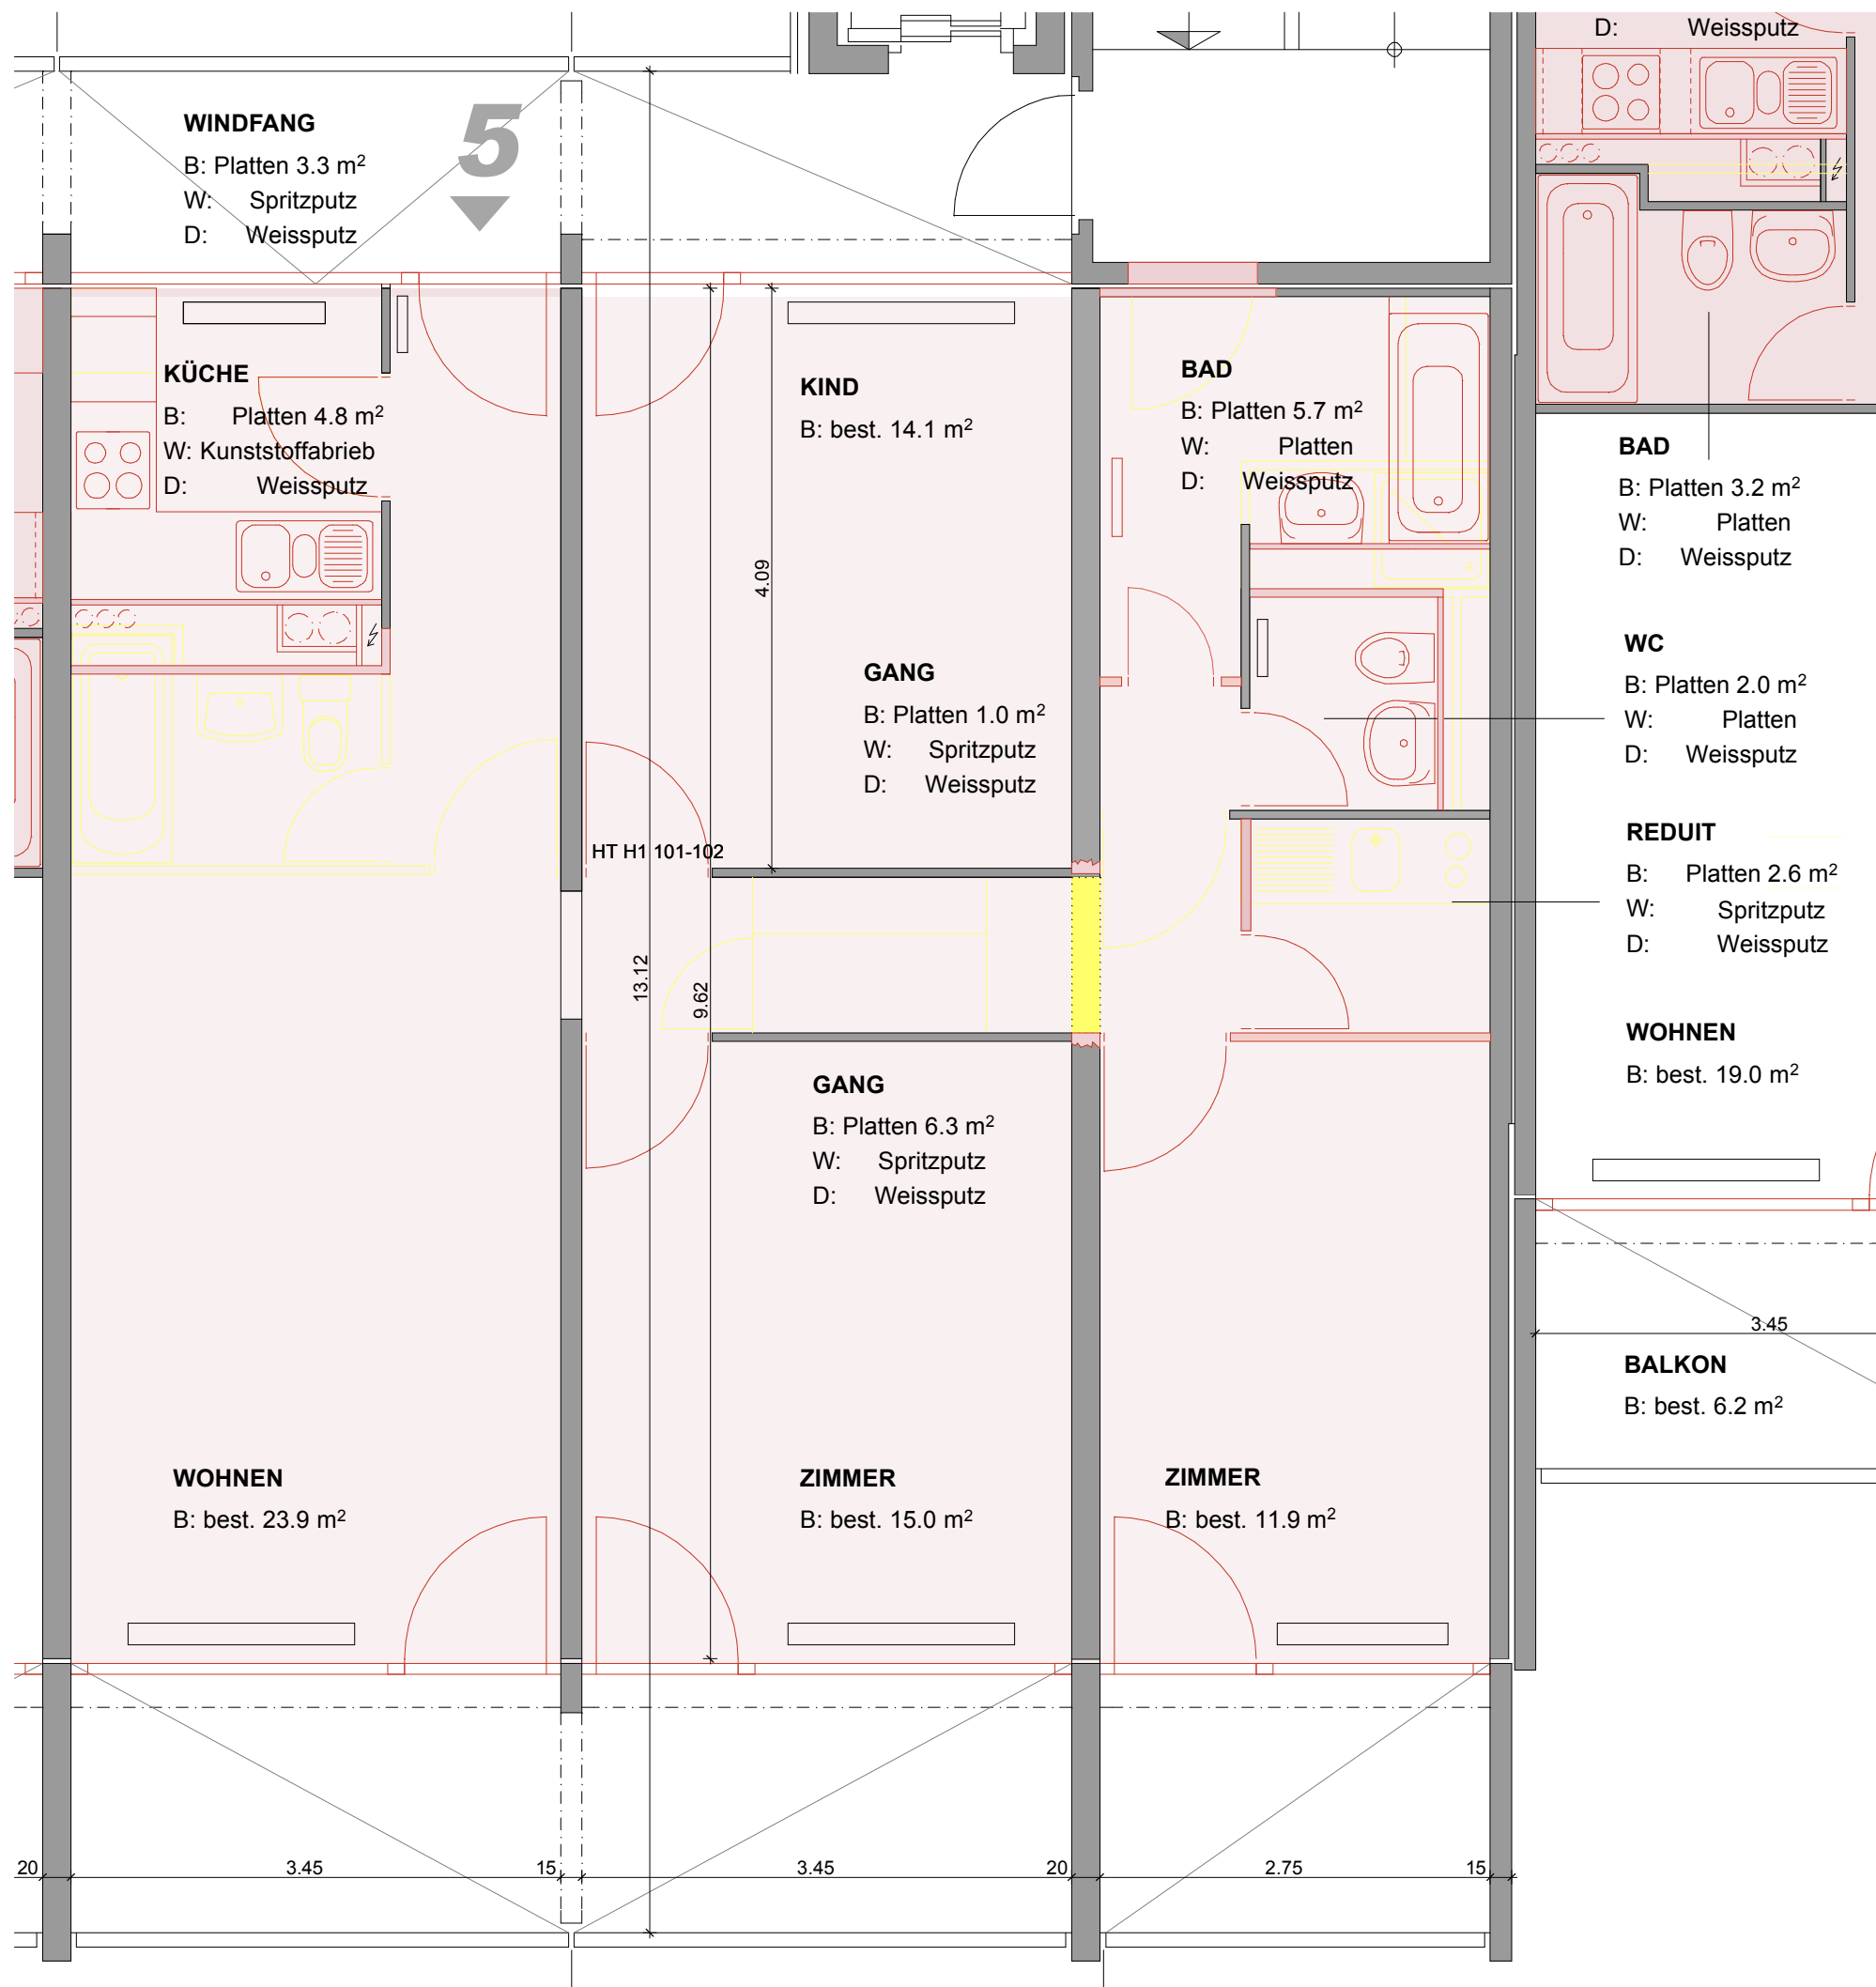 D: Weissputz
WINDFANG
B: Platten 3.3 m²
W: Spritzputz
D: Weissputz
5
KÜCHE
B: Platten 4.8 m²
W: Kunststoffabrieb
D: Weissputz
KIND
B: best. 14.1 m²
BAD
B: Platten 5.7 m²
W: Platten
D: Weissputz
BAD
B: Platten 3.2 m²
W: Platten
D: Weissputz
4.09
GANG
B: Platten 1.0 m²
W: Spritzputz
D: Weissputz
WC
B: Platten 2.0 m²
W: Platten
D: Weissputz
HT H1 101-102
REDUIT
B: Platten 2.6 m²
W: Spritzputz
D: Weissputz
13.12
9.62
WOHNEN
B: best. 19.0 m²
GANG
B: Platten 6.3 m²
W: Spritzputz
D: Weissputz
3.45
BALKON
B: best. 6.2 m²
WOHNEN
B: best. 23.9 m²
ZIMMER
B: best. 15.0 m²
ZIMMER
B: best. 11.9 m²
20 3.45 15 3.45 20 2.75 15